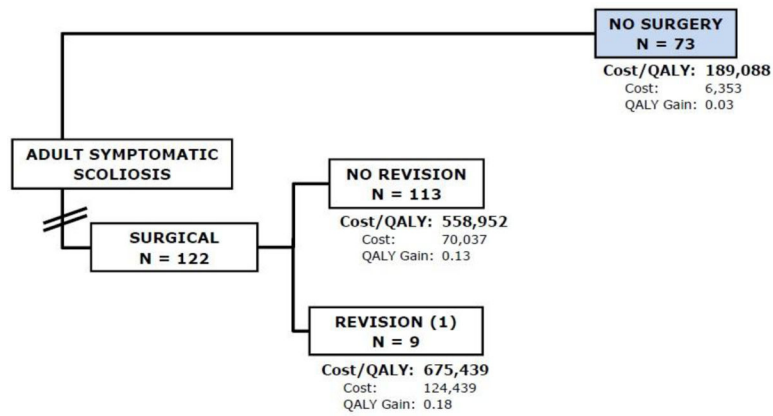 NO SURGERY
N = 73
Cost/QALY: 189,088
Cost: 6,353
QALY Gain: 0.03
ADULT SYMPTOMATIC
SCOLIOSIS
NO REVISION
N = 113
Cost/QALY: 558,952
Cost: 70,037
QALY Gain: 0.13
SURGICAL
N = 122
REVISION (1)
N = 9
Cost/QALY: 675,439
Cost: 124,439
QALY Gain: 0.18